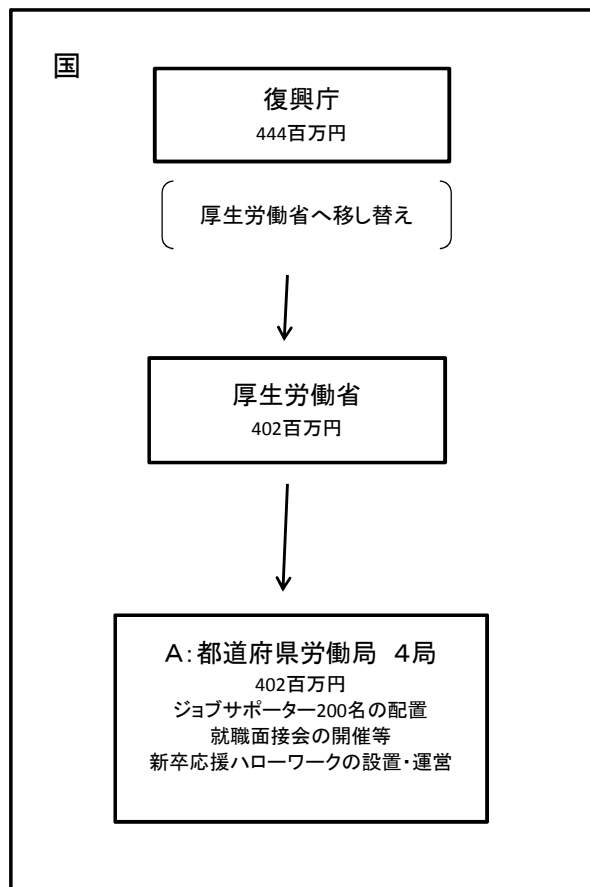 国
復興庁
444百万円
厚生労働省へ移し替え
厚生労働省
402百万円
A:都道府県労働局 4局
402百万円
ジョブサポーター200名の配置
就職面接会の開催等
新卒応援ハローワークの設置・運営